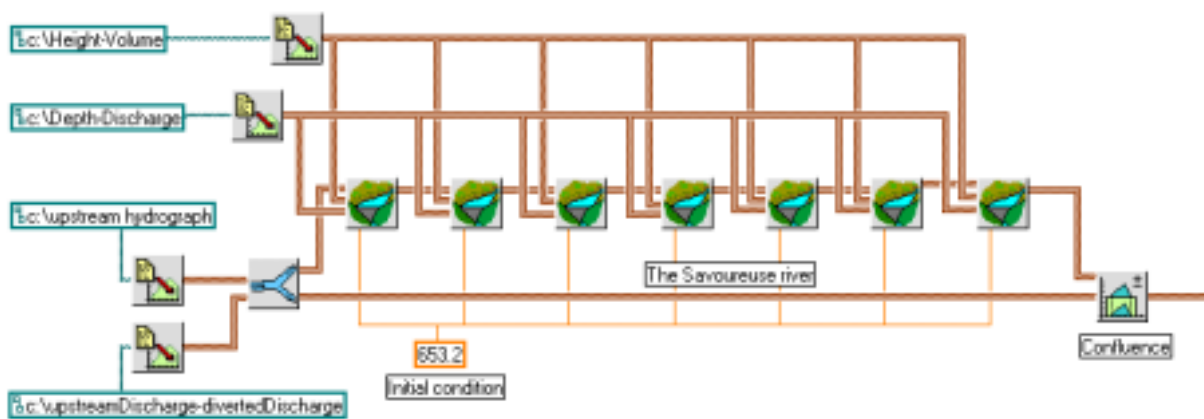 c:\Height-Volume
c:\Depth-Discharge
c:\upstream hydrograph
The Savoureuse river
653.2
Confluence
Initial condition
c:\upstreamDischarge-divertedDischarge